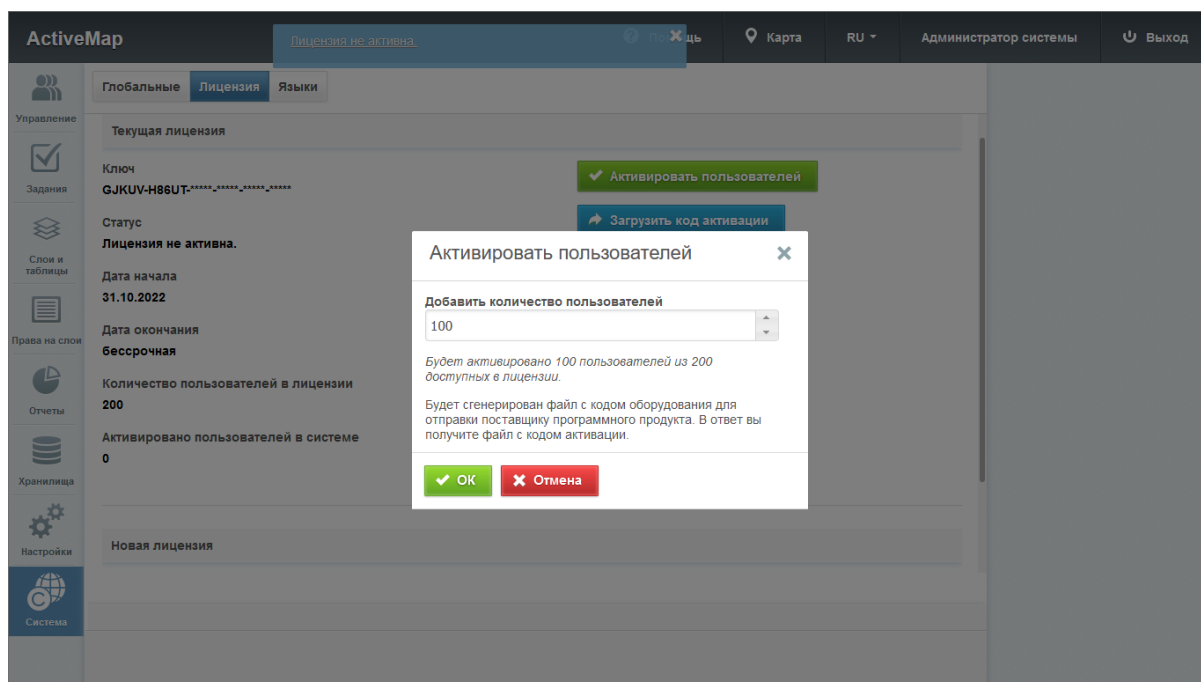 ActiveMap
Лицензия не активна.
Карта
RU
Администратор системы
Выход
Управление
Задания
Слои и
таблицы
Права на слои
Отчеты
Хранилища
Настройки
Система
Глобальные
Лицензия
Языки
Текущая лицензия
Ключ
GJKUV-H86UT-*****-*****-*****-*****
Статус
Лицензия не активна.
Дата начала
31.10.2022
Дата окончания
бессрочная
Количество пользователей в лицензии
200
Активировано пользователей в системе
0
Активировать пользователей
Загрузить код активации
Новая лицензия
Активировать пользователей
Добавить количество пользователей
100
Будет активировано 100 пользователей из 200
доступных в лицензии.
Будет сгенерирован файл с кодом оборудования для
отправки поставщику программного продукта. В ответ вы
получите файл с кодом активации.
ОК
Отмена